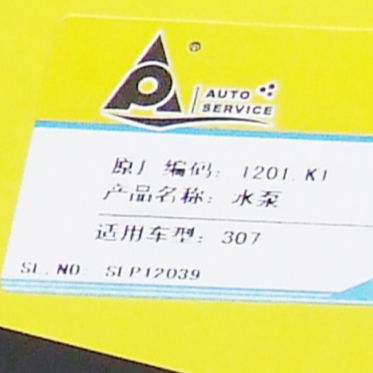 AUTO
SERVICE
原厂编码: 1201.K1
产品名称: 水泵
适用车型: 307
SL.NO: SLP12039